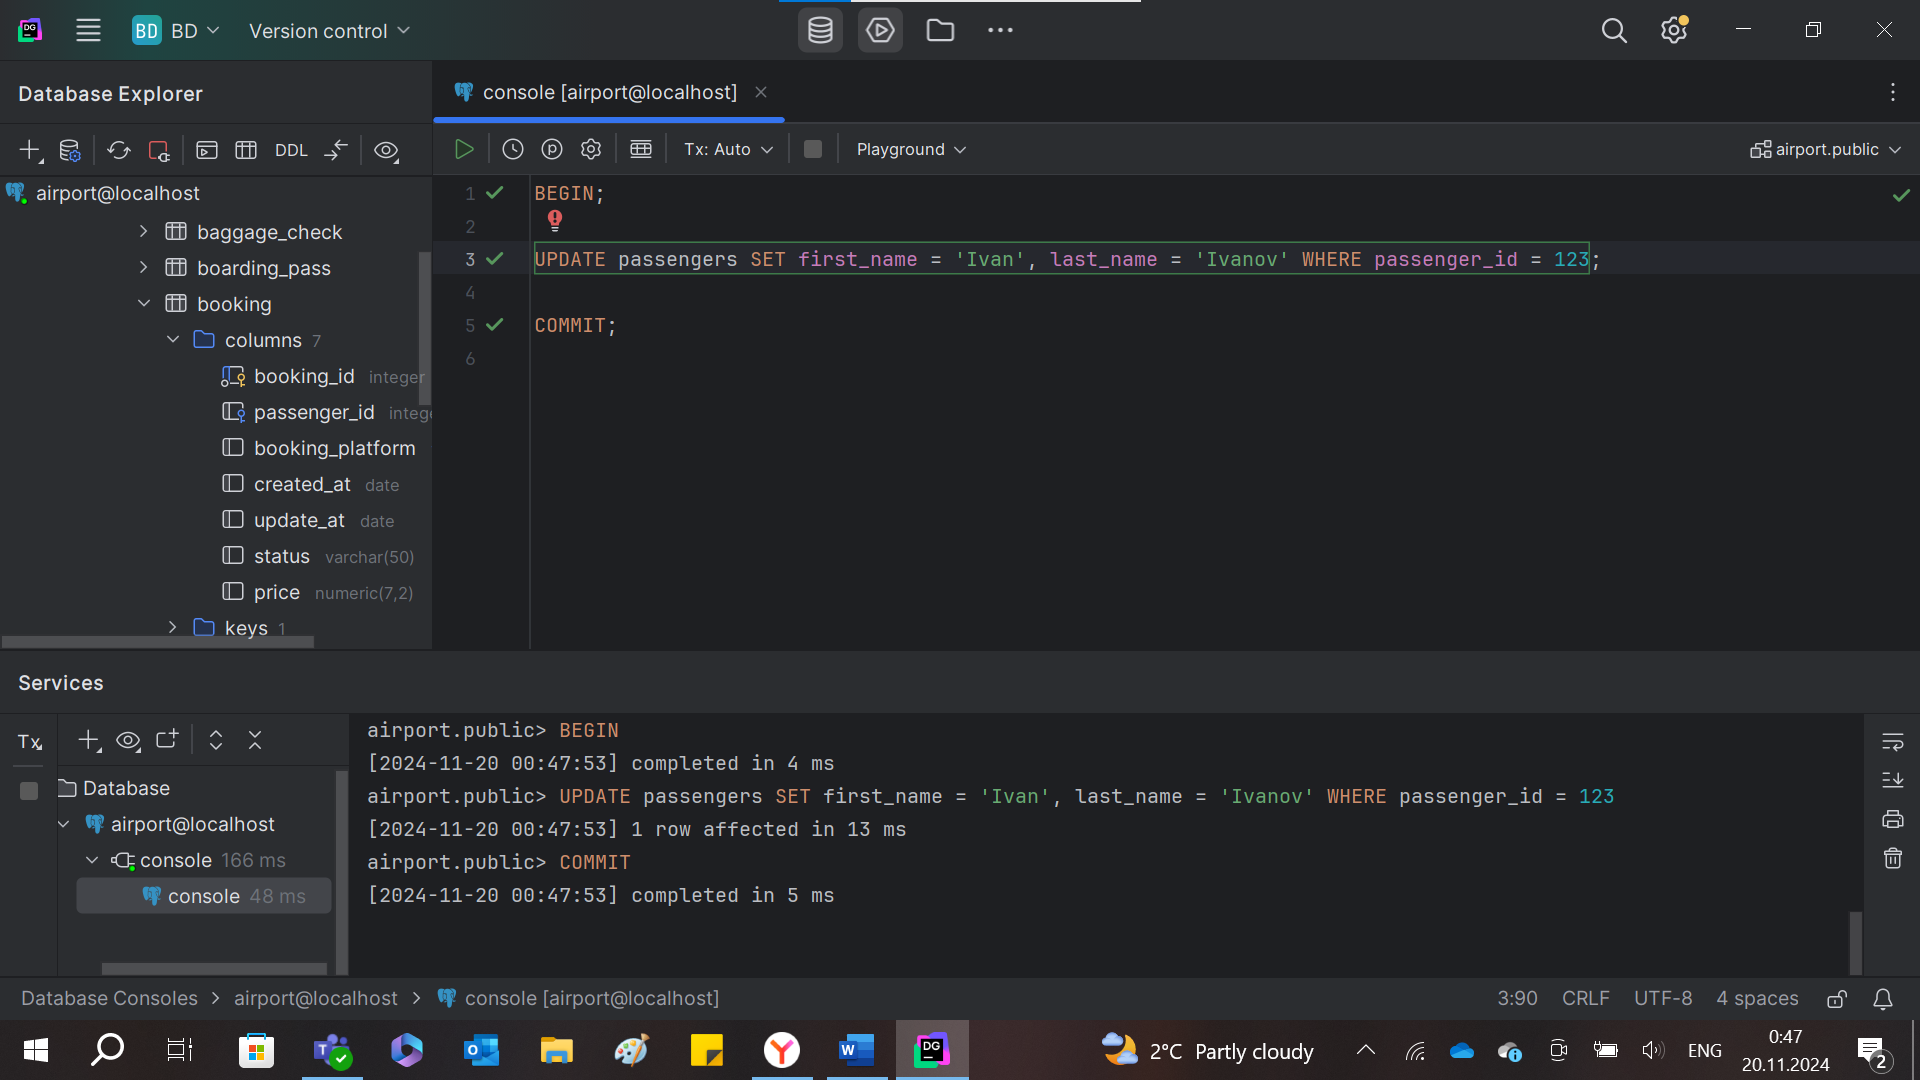 BD BD Version control
Database Explorer
console [airport@localhost]
DDL
Tx: Auto
Playground
airport.public
airport@localhost
baggage_check
boarding_pass
booking
columns 7
booking_id integer
passenger_id intege
booking_platform
created_at date
update_at date
status varchar(50)
price numeric(7,2)
keys 1
1 BEGIN;
2
3 UPDATE passengers SET first_name = 'Ivan', last_name = 'Ivanov' WHERE passenger_id = 123;
4
5 COMMIT;
6
Services
Tx
Database
airport@localhost
console 166 ms
console 48 ms
airport.public> BEGIN
[2024-11-20 00:47:53] completed in 4 ms
airport.public> UPDATE passengers SET first_name = 'Ivan', last_name = 'Ivanov' WHERE passenger_id = 123
[2024-11-20 00:47:53] 1 row affected in 13 ms
airport.public> COMMIT
[2024-11-20 00:47:53] completed in 5 ms
Database Consoles > airport@localhost > console [airport@localhost]
3:90 CRLF UTF-8 4 spaces
2°C Partly cloudy
ENG
0:47
20.11.2024
2